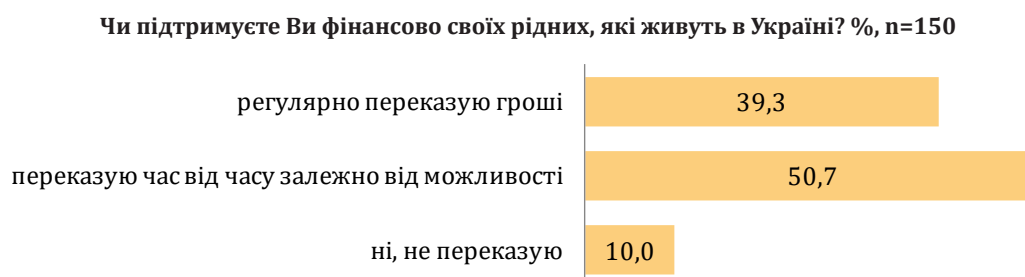 Чи підтримуєте Ви фінансово своїх рідних, які живуть в Україні? %, n=150
регулярно переказую гроші 39,3
переказую час від часу залежно від можливості 50,7
ні, не переказую 10,0